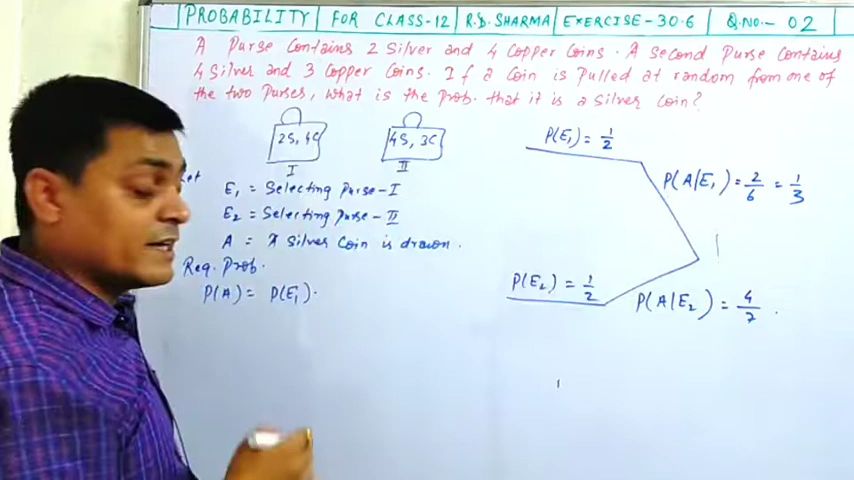 PROBABILITY | FOR CLASS-12 | R.D. SHARMA | EXERCISE-30.6 | Q.NO.- 02
A Purse Contains 2 Silver and 4 Copper Coins. A Second Purse Contains
4 Silver and 3 Copper Coins. If a Coin is Pulled at random from one of
the two Purses, what is the Prob. that it is a Silver Coin?
2S, 4C
4S, 3C
I
II
Let
E1 = Selecting Purse-I
E2 = Selecting Purse-II
A = A Silver Coin is drawn.
Req. Prob.
P(A) = P(E1).
P(E1) = 1/2
P(A|E1) = 2/6 = 1/3
P(E2) = 1/2
P(A|E2) = 4/7.